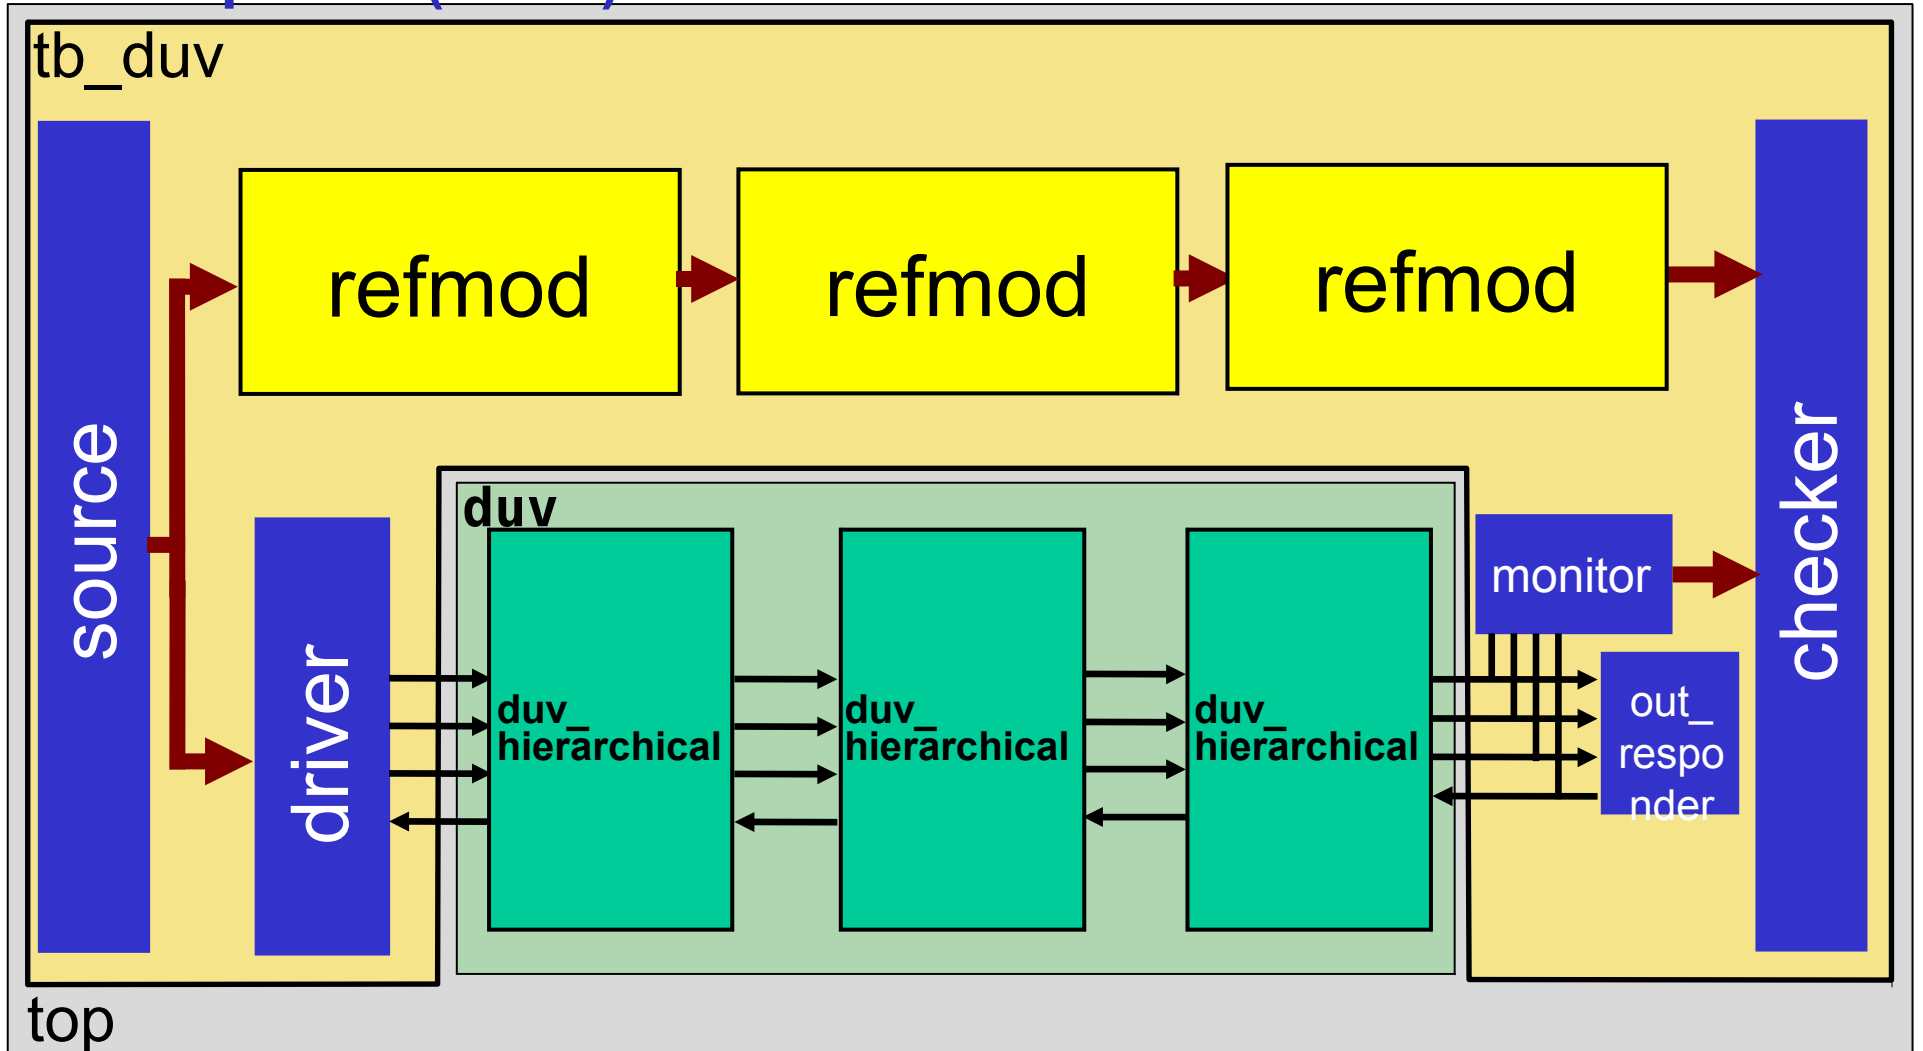 tb_duv
source
refmod
refmod
refmod
checker
driver
duv
duv_
hierarchical
duv_
hierarchical
duv_
hierarchical
monitor
out_
respo
nder
top